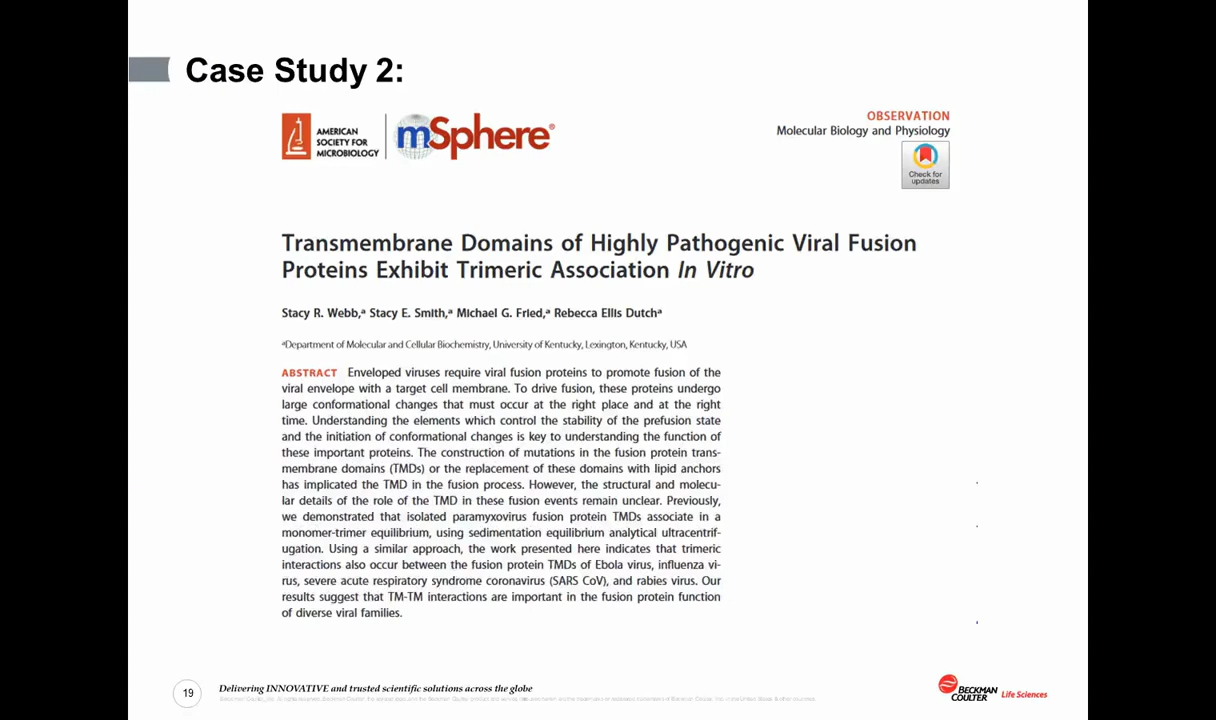 Case Study 2:
AMERICAN
SOCIETY FOR
MICROBIOLOGY
mSphere®
OBSERVATION
Molecular Biology and Physiology
Check for
updates
Transmembrane Domains of Highly Pathogenic Viral Fusion
Proteins Exhibit Trimeric Association In Vitro
Stacy R. Webb,ª Stacy E. Smith,ª Michael G. Fried,ª Rebecca Ellis Dutchª
ªDepartment of Molecular and Cellular Biochemistry, University of Kentucky, Lexington, Kentucky, USA
ABSTRACT Enveloped viruses require viral fusion proteins to promote fusion of the
viral envelope with a target cell membrane. To drive fusion, these proteins undergo
large conformational changes that must occur at the right place and at the right
time. Understanding the elements which control the stability of the prefusion state
and the initiation of conformational changes is key to understanding the function of
these important proteins. The construction of mutations in the fusion protein trans-
membrane domains (TMDs) or the replacement of these domains with lipid anchors
has implicated the TMD in the fusion process. However, the structural and molecu-
lar details of the role of the TMD in these fusion events remain unclear. Previously,
we demonstrated that isolated paramyxovirus fusion protein TMDs associate in a
monomer-trimer equilibrium, using sedimentation equilibrium analytical ultracentrif-
ugation. Using a similar approach, the work presented here indicates that trimeric
interactions also occur between the fusion protein TMDs of Ebola virus, influenza vi-
rus, severe acute respiratory syndrome coronavirus (SARS CoV), and rabies virus. Our
results suggest that TM-TM interactions are important in the fusion protein function
of diverse viral families.
19
Delivering INNOVATIVE and trusted scientific solutions across the globe
BECKMAN
COULTER
Life Sciences